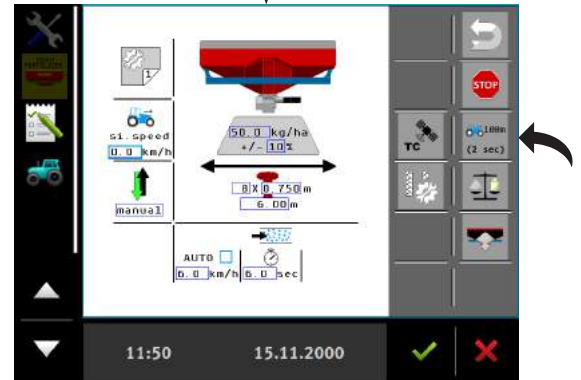 1
si.speed
0.0 km/h
manual
50.0 kg/ha
+/- 10%
8 X 0.750 m
6.00 m
AUTO
6.0 km/h
6.0 sec
STOP
TC
100m
(2 sec)
11:50
15.11.2000